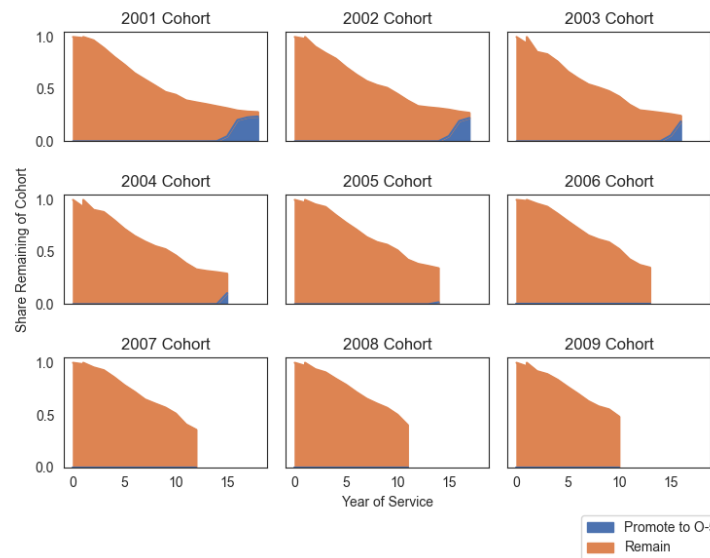 2001 Cohort
2002 Cohort
2003 Cohort
1.0
0.5
0.0
2004 Cohort
2005 Cohort
2006 Cohort
1.0
0.5
0.0
2007 Cohort
2008 Cohort
2009 Cohort
1.0
0.5
0.0
0 5 10 15
0 5 10 15
0 5 10 15
Share Remaining of Cohort
Year of Service
Promote to
Remain